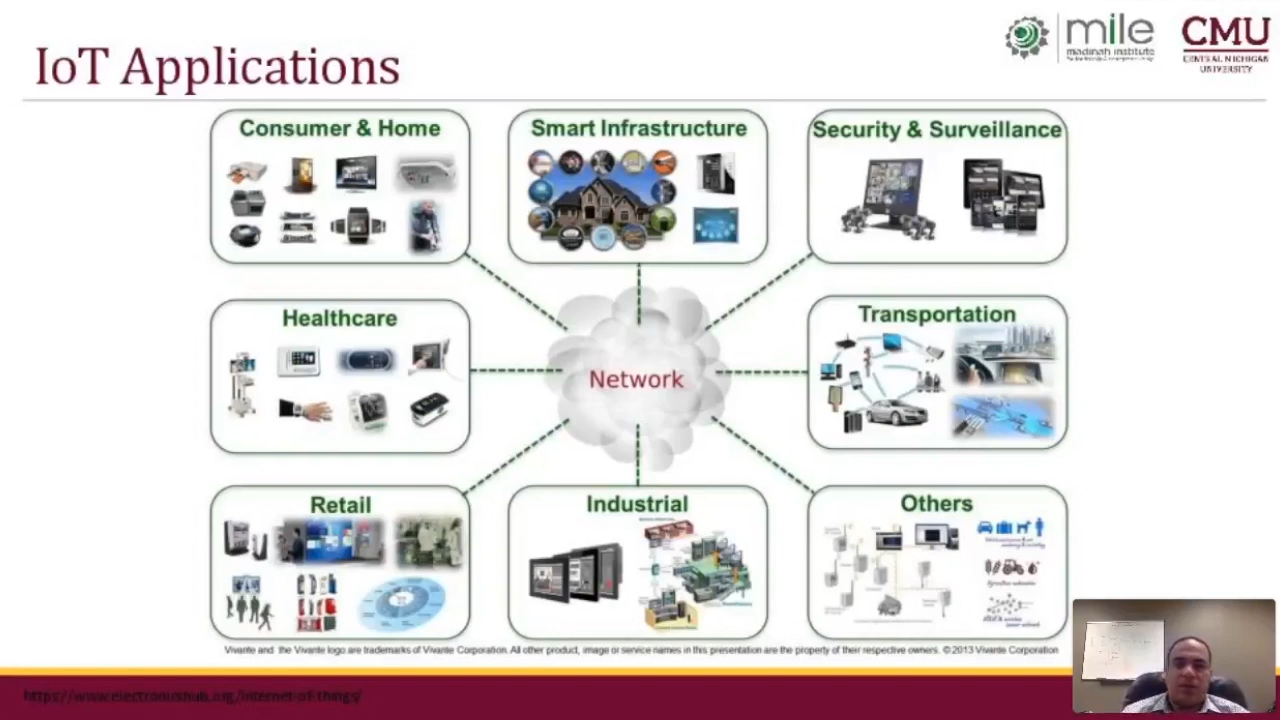 IoT Applications
mile
madinah institute
CMU
CENTRAL MICHIGAN
UNIVERSITY
Consumer & Home
Smart Infrastructure
Security & Surveillance
Healthcare
Network
Transportation
Retail
Industrial
Others
Vivante and the Vivante logo are trademarks of Vivante Corporation. All other product, image or service names in this presentation are the property of their respective owners. © 2013 Vivante Corporation
https://www.electronicshub.org/internet-of-things/